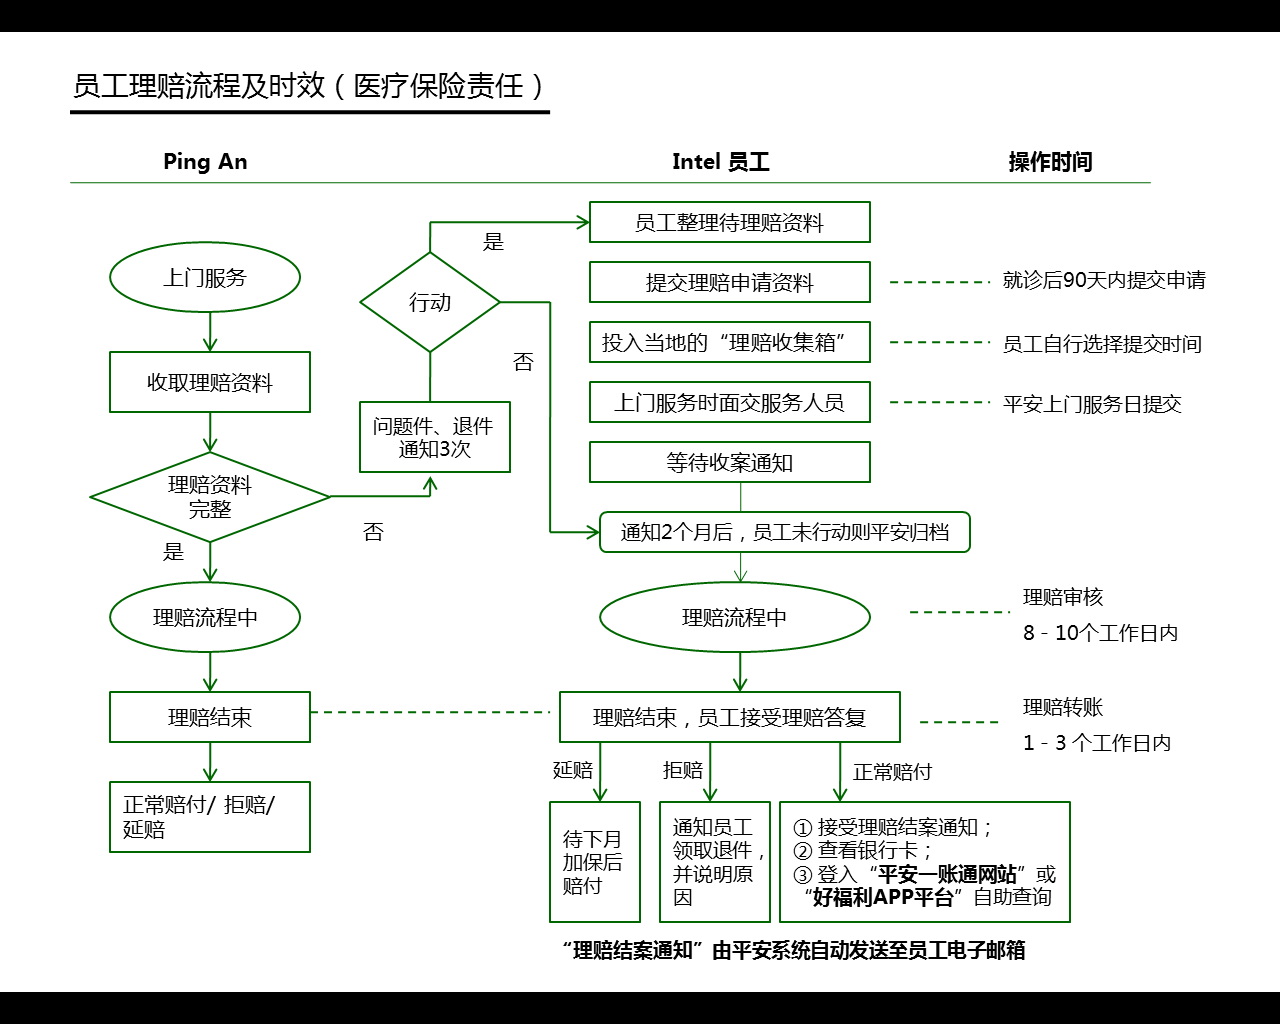 员工理赔流程及时效（医疗保险责任）
Ping An
Intel 员工
操作时间
上门服务
收取理赔资料
理赔资料
完整
是
否
理赔流程中
理赔结束
正常赔付/ 拒赔/
延赔
问题件、退件
通知3次
行动
是
否
员工整理待理赔资料
提交理赔申请资料
就诊后90天内提交申请
投入当地的“理赔收集箱”
员工自行选择提交时间
上门服务时面交服务人员
平安上门服务日提交
等待收案通知
通知2个月后，员工未行动则平安归档
理赔流程中
理赔审核
8 - 10个工作日内
理赔结束，员工接受理赔答复
理赔转账
1 - 3 个工作日内
延赔
拒赔
正常赔付
待下月
加保后
赔付
通知员工
领取退件，
并说明原
因
① 接受理赔结案通知；
② 查看银行卡；
③ 登入“平安一账通网站”或
“好福利APP平台”自助查询
“理赔结案通知”由平安系统自动发送至员工电子邮箱